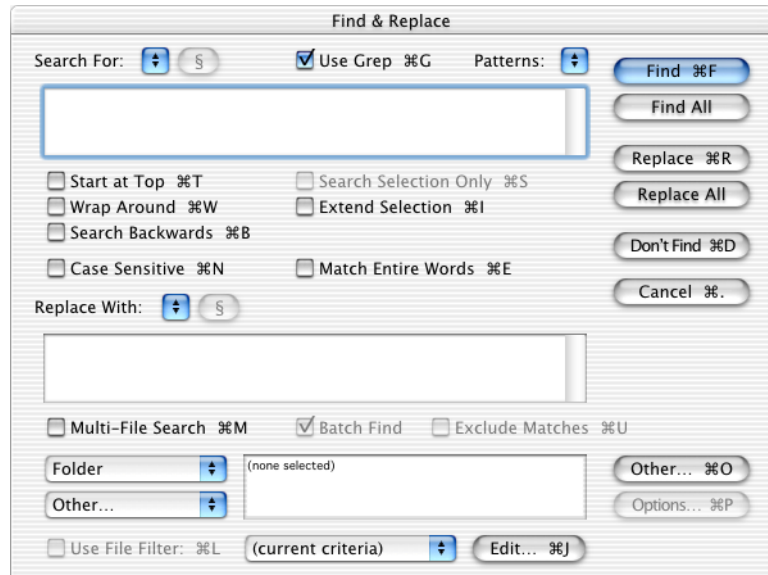 Find & Replace
Search For: § Use Grep ⌘G Patterns: Find ⌘F
Find All
Replace ⌘R
Start at Top ⌘T Search Selection Only ⌘S Replace All
Wrap Around ⌘W Extend Selection ⌘I
Search Backwards ⌘B Don't Find ⌘D
Case Sensitive ⌘N Match Entire Words ⌘E
Replace With: § Cancel ⌘.
Multi-File Search ⌘M Batch Find Exclude Matches ⌘U
Folder (none selected) Other... ⌘O
Other... Options... ⌘P
Use File Filter: ⌘L (current criteria) Edit... ⌘J